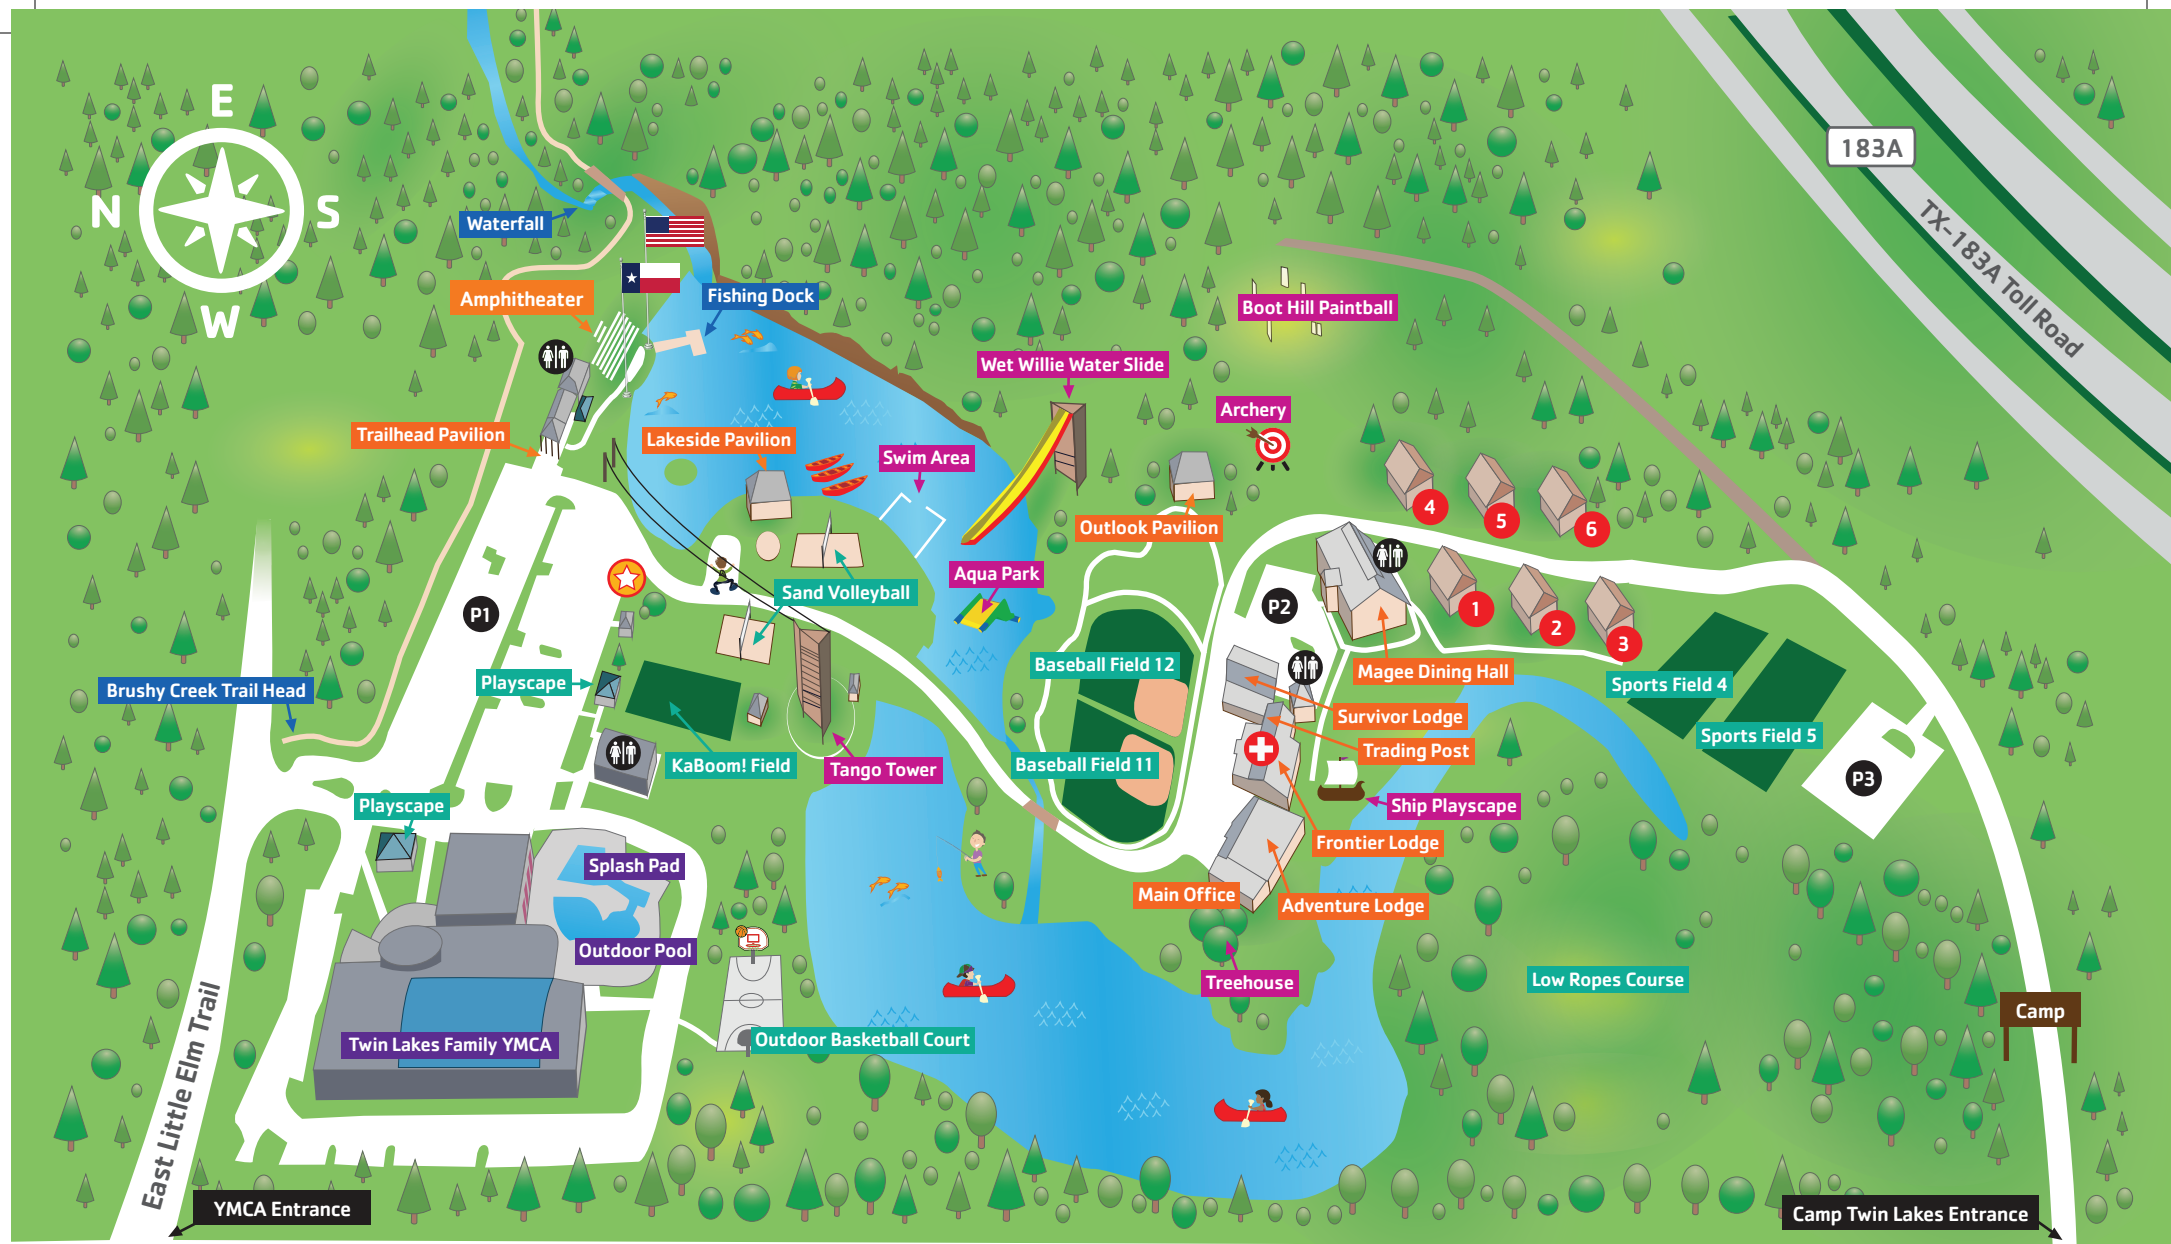 E
N
S
W
183A
TX-183A Toll Road
Waterfall
Amphitheater
Fishing Dock
Boot Hill Paintball
Wet Willie Water Slide
Archery
Trailhead Pavilion
Lakeside Pavilion
Swim Area
4
5
6
Outlook Pavilion
Aqua Park
Sand Volleyball
P1
P2
1
2
3
Baseball Field 12
Magee Dining Hall
Playscape
Brushy Creek Trail Head
Sports Field 4
Survivor Lodge
Sports Field 5
Trading Post
KaBoom! Field
Tango Tower
Baseball Field 11
P3
Playscape
Ship Playscape
Frontier Lodge
Splash Pad
Main Office
Adventure Lodge
Outdoor Pool
Treehouse
Low Ropes Course
Camp
Outdoor Basketball Court
Twin Lakes Family YMCA
East Little Elm Trail
YMCA Entrance
Camp Twin Lakes Entrance